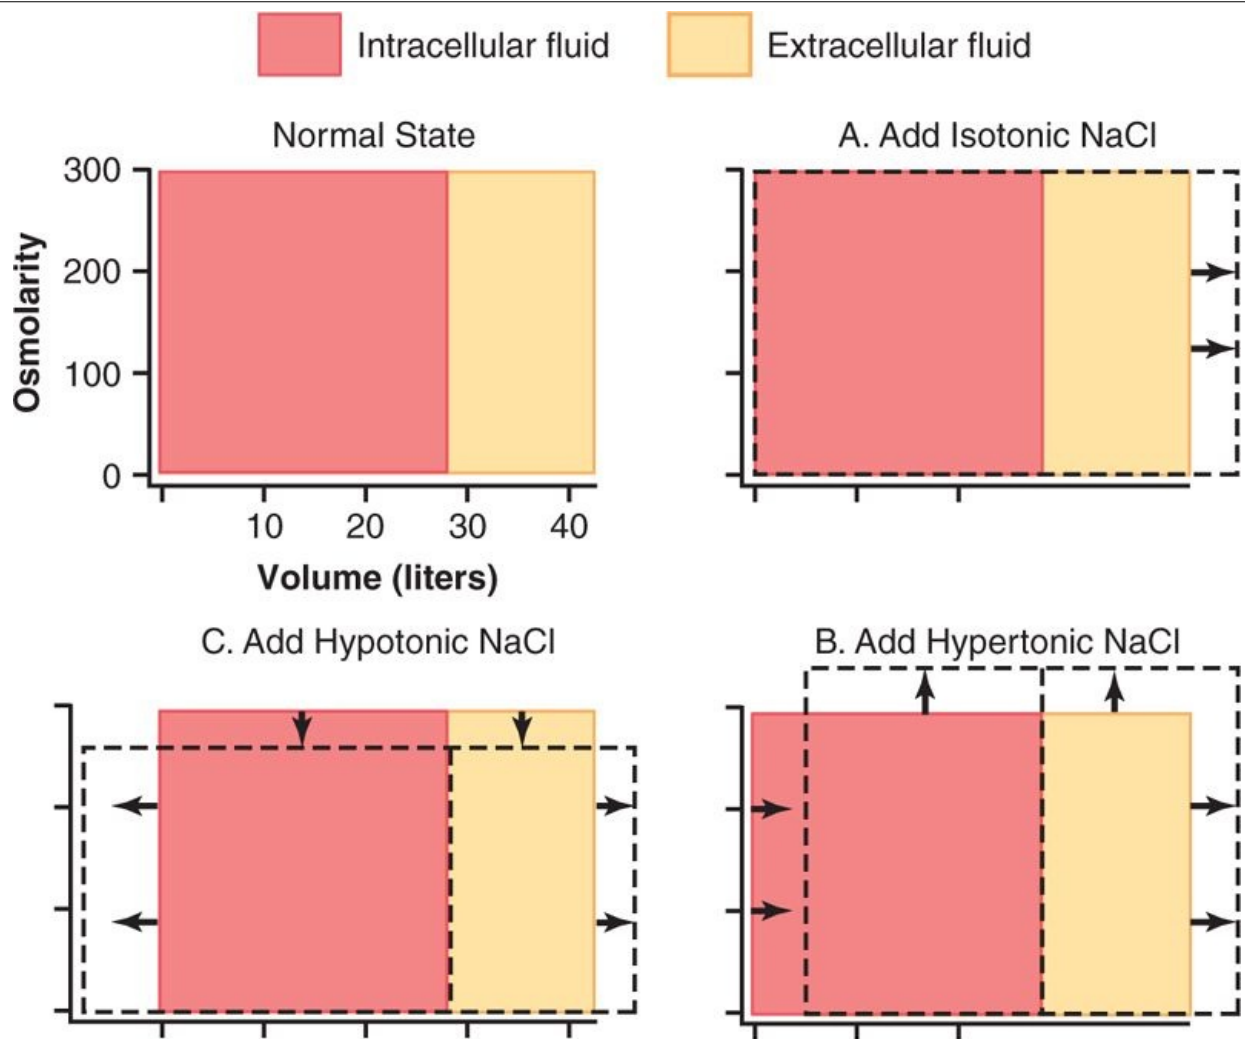 Intracellular fluid
Extracellular fluid
Normal State
300
200
100
0
Osmolarity
10 20 30 40
Volume (liters)
A. Add Isotonic NaCl
C. Add Hypotonic NaCl
B. Add Hypertonic NaCl